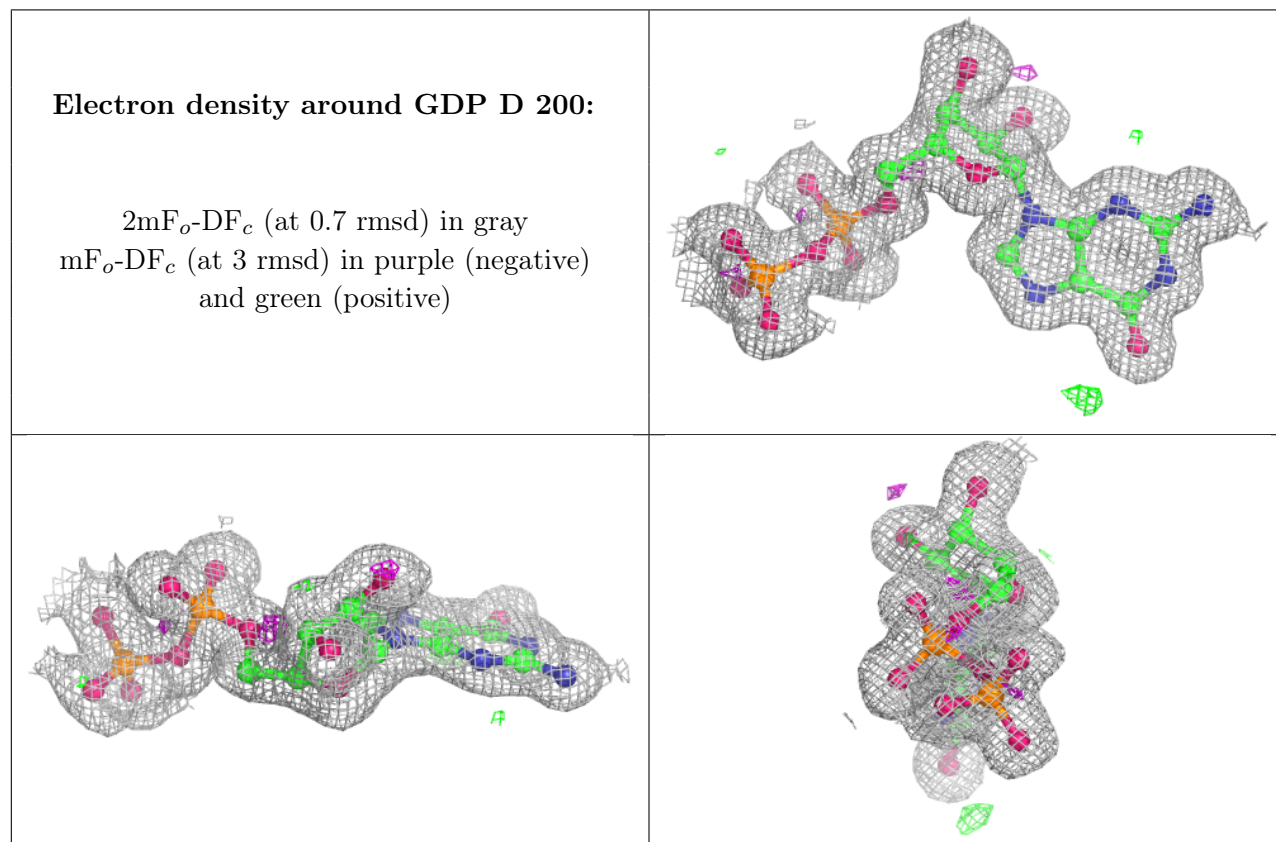 Electron density around GDP D 200:
2mFₒ-DF𝒸 (at 0.7 rmsd) in gray
mFₒ-DF𝒸 (at 3 rmsd) in purple (negative)
and green (positive)